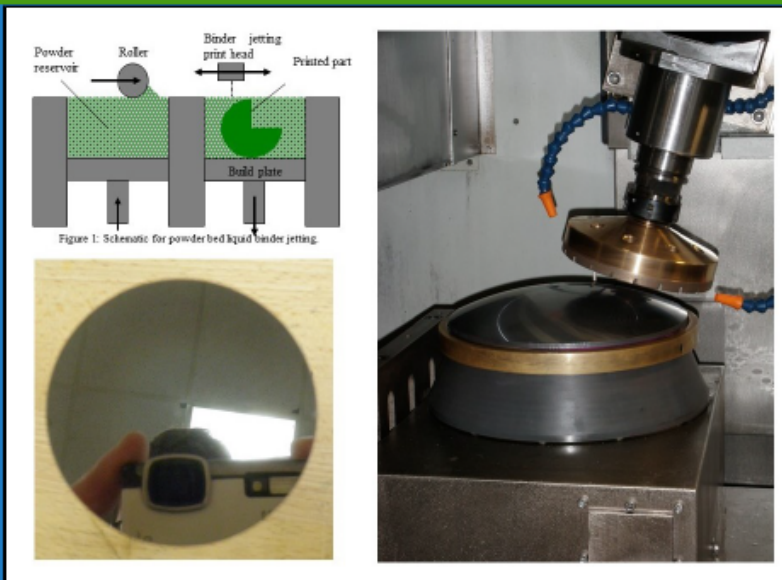 Powder
reservoir
Roller
Binder jetting
print head
Printed part
Build plate
Figure 1: Schematic for powder bed liquid binder jetting.